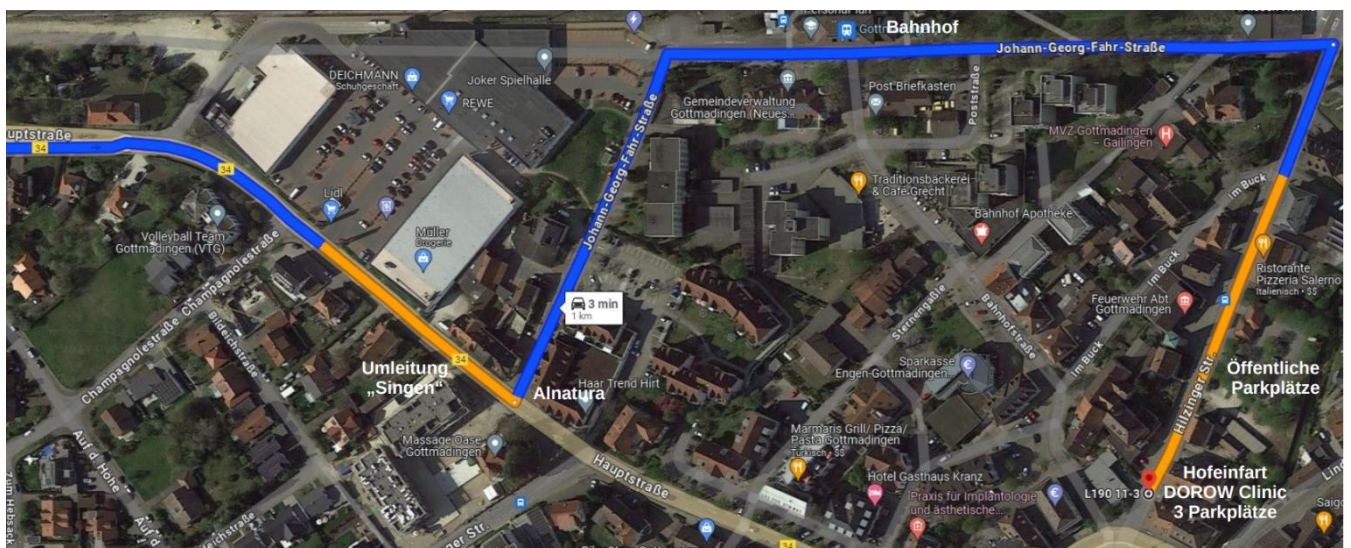 Bahnhof
Johann-Georg-Fahr-Straße
DEICHMANN
Schuhgeschäft
Joker Spielhalle
REWE
Gemeindeverwaltung
Gottmadingen (Neues...
Post Briefkasten
Poststraße
MVZ Gottmadingen
– Gailingen
34
34
Lidl
Johann-Georg-Fahr-Straße
Traditionsbäckerei
& Café Grecht
Im Buck
Volleyball Team
Gottmadingen (VTG)
Müller
Drogerie
Bahnhof Apotheke
Champagnolestraße
Champagnolestraße
Im Buck
Ristorante
Pizzeria Salerno
Italienisch • $$
3 min
1 km
Feuerwehr Abt
Gottmadingen
Bildeichstraße
Sternengäßle
Bahnhofstraße
Im Buck
Hilzinger Str.
34
Umleitung
„Singen“
Alnatura
Haar Trend Hirt
Sparkasse
Engen-Gottmadingen
Öffentliche
Parkplätze
Massage Oase
Gottmadingen
Hauptstraße
Marmaris Grill/ Pizza/
Pasta Gottmadingen
Türkisch • $$
Auf d. Höhe
Hotel Gasthaus Kranz
Praxis für Implantologie
und ästhetische...
L190 11-3
Hofeinfart
DOROW Clinic
3 Parkplätze
34